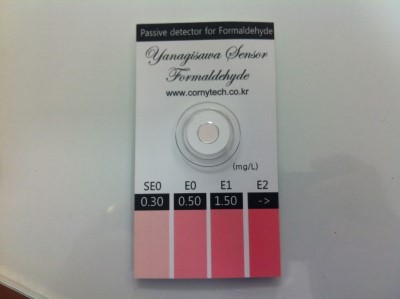 Passive detector for Formaldehyde
Yanagisawa Sensor
Formaldehyde
www.cornytech.co.kr
(mg/L)
SE0 E0 E1 E2
0.30 0.50 1.50 ->